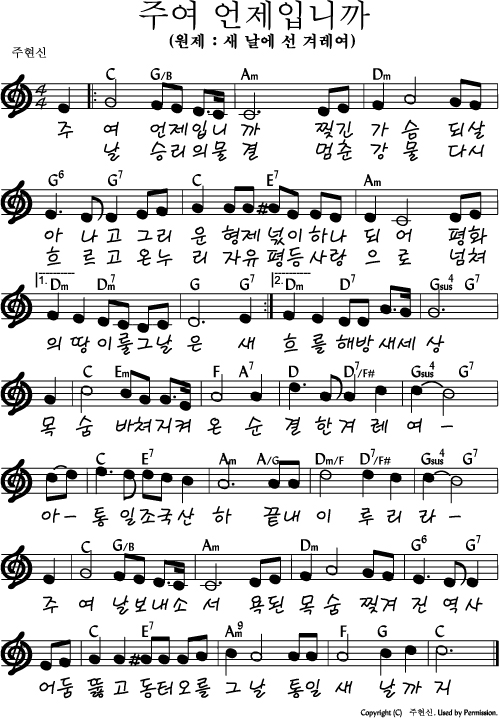 주여 언제입니까
(원제 : 새 날에 선 겨레여)
주현신
C G/B Am Dm
4 4
주 여 언제입니 까 찢긴 가 슴 되살
날 승리의물 결 멈춘 강 물 다시
G6 G7 C E7 Am
아 나 고 그리 운 형제 넋이 하나 되 어 평화
흐 르고 온누 리 자유 평등 사랑 으 로 넘쳐
1. Dm D7 G G7 2. Dm D7 Gsus4 G7
의 땅 이룰그날 은 새 흐 를 해방 새세 상
C Em F A7 D D7/F# Gsus4 G7
목 숨 바쳐지켜 온 순 결 한겨 레 여-
C E7 Am A/G Dm/F D7/F# Gsus4 G7
아- 통 일조국산 하 끝내 이 루 리 라-
C G/B Am Dm G6 G7
주 여 날보내소 서 욕된 목 숨 찢겨 진 역사
C E7 Am9 F G C
어둠 뚫 고 동터오를 그 날 통일 새 날 까 지
Copyright (C) 주현신. Used by Permission.